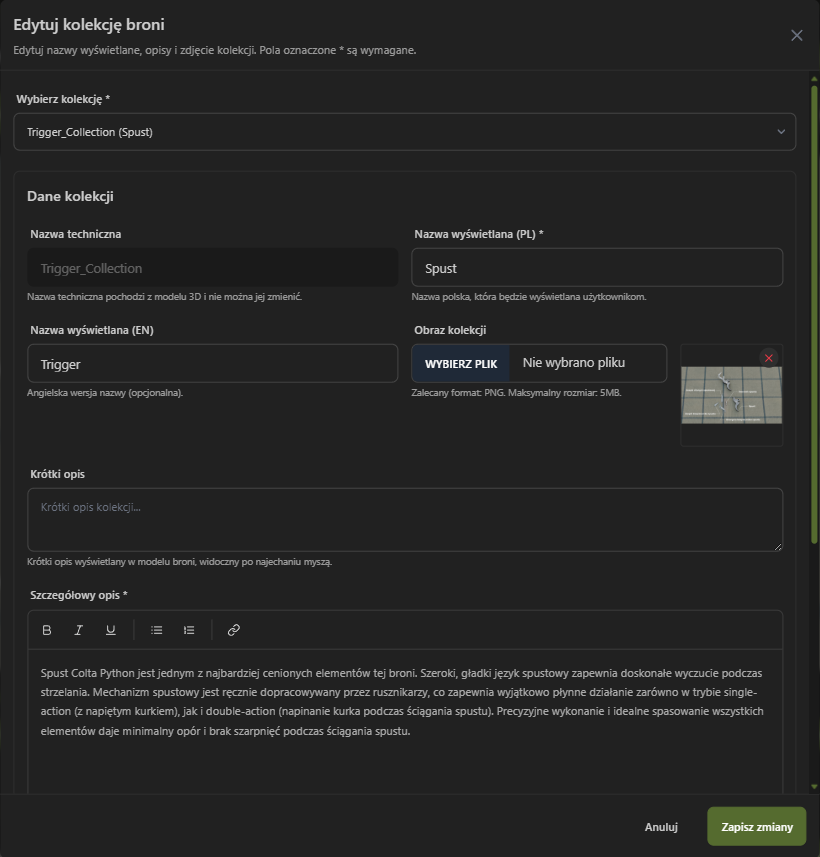 Edytuj kolekcję broni
Edytuj nazwy wyświetlane, opisy i zdjęcie kolekcji. Pola oznaczone * są wymagane.
Wybierz kolekcję *
Trigger_Collection (Spust)
Dane kolekcji
Nazwa techniczna
Trigger_Collection
Nazwa techniczna pochodzi z modelu 3D i nie można jej zmienić.
Nazwa wyświetlana (PL) *
Spust
Nazwa polska, która będzie wyświetlana użytkownikom.
Nazwa wyświetlana (EN)
Trigger
Angielska wersja nazwy (opcjonalna).
Obraz kolekcji
WYBIERZ PLIK Nie wybrano pliku
Zalecany format: PNG. Maksymalny rozmiar: 5MB.
Krótki opis
Krótki opis kolekcji...
Krótki opis wyświetlany w modelu broni, widoczny po najechaniu myszą.
Szczegółowy opis *
B I U
Spust Colta Python jest jednym z najbardziej cenionych elementów tej broni. Szeroki, gładki język spustowy zapewnia doskonałe wyczucie podczas
strzelania. Mechanizm spustowy jest ręcznie dopracowywany przez rusznikarzy, co zapewnia wyjątkowo płynne działanie zarówno w trybie single-
action (z napiętym kurkiem), jak i double-action (napinanie kurka podczas ściągania spustu). Precyzyjne wykonanie i idealne spasowanie wszystkich
elementów daje minimalny opór i brak szarpnięć podczas ściągania spustu.
Anuluj
Zapisz zmiany